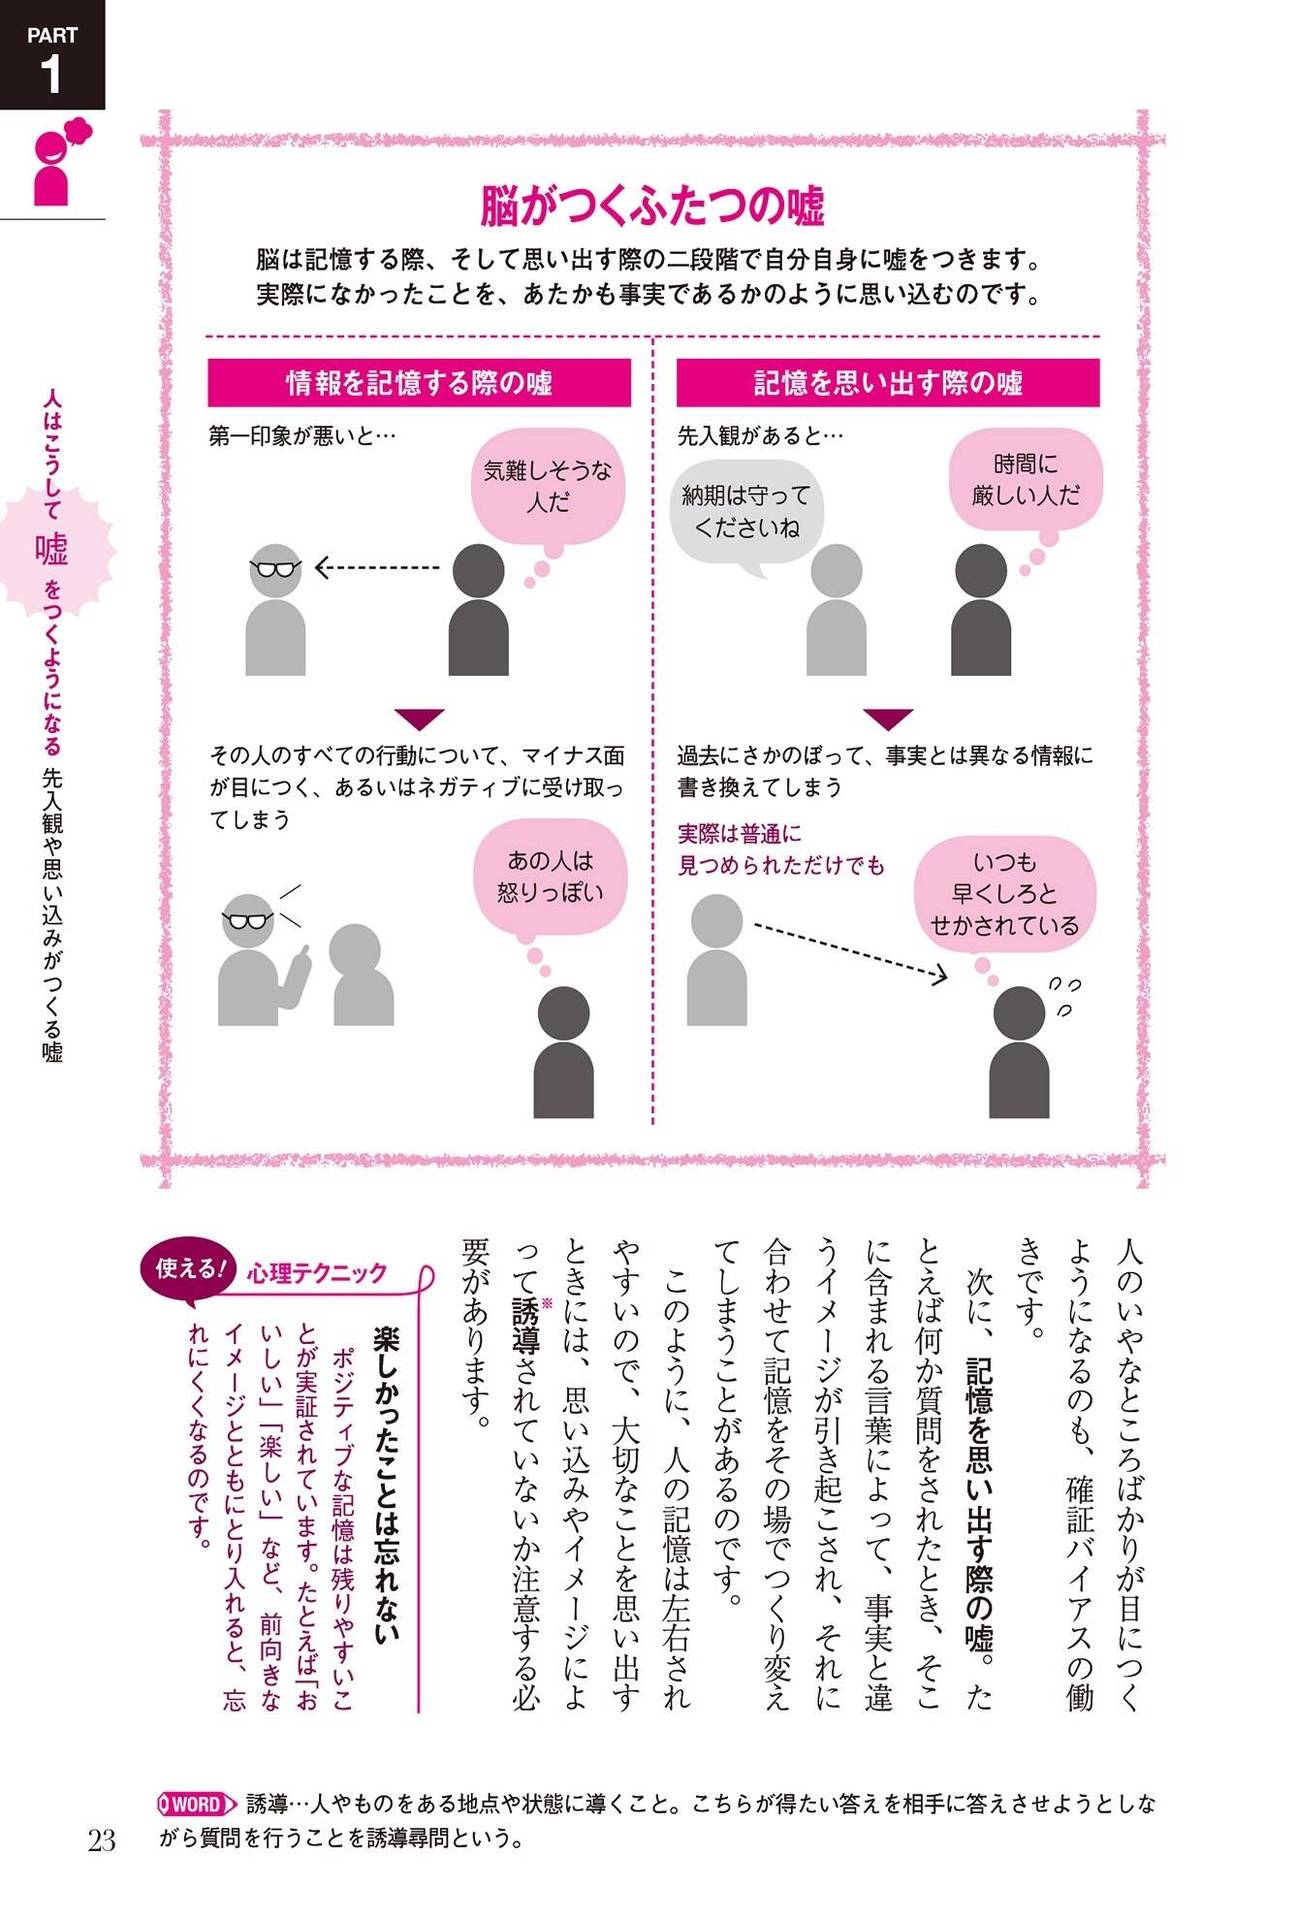 PART
1
人はこうして嘘をつくようになる 先入観や思い込みがつくる嘘
脳がつくふたつの嘘
脳は記憶する際、そして思い出す際の二段階で自分自身に嘘をつきます。
実際になかったことを、あたかも事実であるかのように思い込むのです。
情報を記憶する際の嘘
第一印象が悪いと…
気難しそうな
人だ
その人のすべての行動について、マイナス面
が目につく、あるいはネガティブに受け取っ
てしまう
あの人は
怒りっぽい
記憶を思い出す際の嘘
先入観があると…
納期は守って
くださいね
時間に
厳しい人だ
過去にさかのぼって、事実とは異なる情報に
書き換えてしまう
実際は普通に
見つめられただけでも
いつも
早くしろと
せかされている
人のいやなところばかりが目につく
ようになるのも、確証バイアスの働
きです。
次に、記憶を思い出す際の嘘。た
とえば何か質問をされたとき、そこ
に含まれる言葉によって、事実と違
うイメージが引き起こされ、それに
合わせて記憶をその場でつくり変え
てしまうことがあるのです。
このように、人の記憶は左右され
やすいので、大切なことを思い出す
ときには、思い込みやイメージによ
って誘導※されていないか注意する必
要があります。
使える!
心理テクニック
楽しかったことは忘れない
ポジティブな記憶は残りやすいこ
とが実証されています。たとえば「お
いしい」「楽しい」など、前向きな
イメージとともにとり入れると、忘
れにくくなるのです。
WORD 誘導…人やものをある地点や状態に導くこと。こちらが得たい答えを相手に答えさせようとしな
がら質問を行うことを誘導尋問という。
23